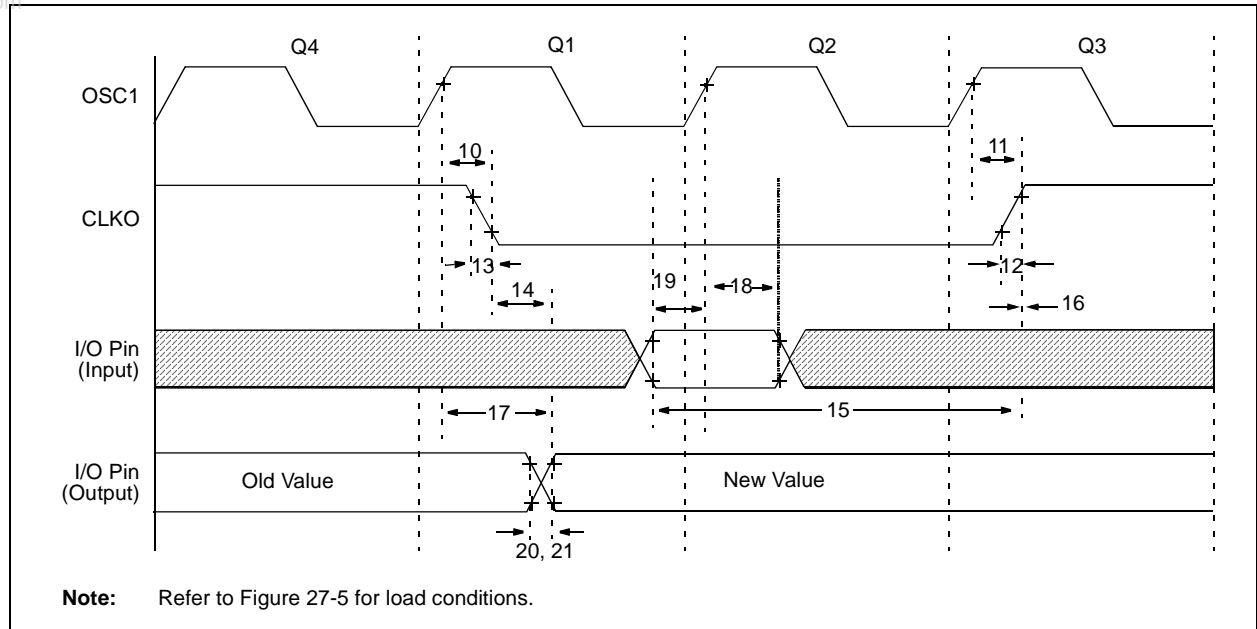 Q4 Q1 Q2 Q3
OSC1
10 11
CLKO
13 12
14 19 18 16
I/O Pin
(Input)
17 15
I/O Pin
(Output)
Old Value New Value
20, 21
Note: Refer to Figure 27-5 for load conditions.